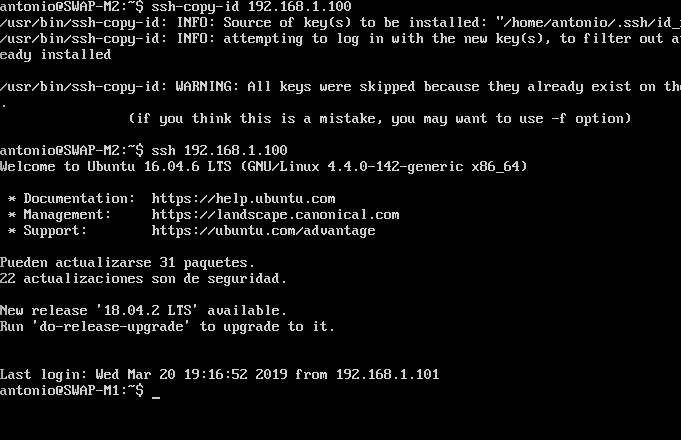 antonio@SWAP-M2:~$ ssh-copy-id 192.168.1.100
/usr/bin/ssh-copy-id: INFO: Source of key(s) to be installed: "/home/antonio/.ssh/id_
/usr/bin/ssh-copy-id: INFO: attempting to log in with the new key(s), to filter out
eady installed
/usr/bin/ssh-copy-id: WARNING: All keys were skipped because they already exist on
.
(if you think this is a mistake, you may want to use -f option)
antonio@SWAP-M2:~$ ssh 192.168.1.100
Welcome to Ubuntu 16.04.6 LTS (GNU/Linux 4.4.0-142-generic x86_64)
* Documentation: https://help.ubuntu.com
* Management: https://landscape.canonical.com
* Support: https://ubuntu.com/advantage
Pueden actualizarse 31 paquetes.
22 actualizaciones son de seguridad.
New release '18.04.2 LTS' available.
Run 'do-release-upgrade' to upgrade to it.
Last login: Wed Mar 20 19:16:52 2019 from 192.168.1.101
antonio@SWAP-M1:~$ _